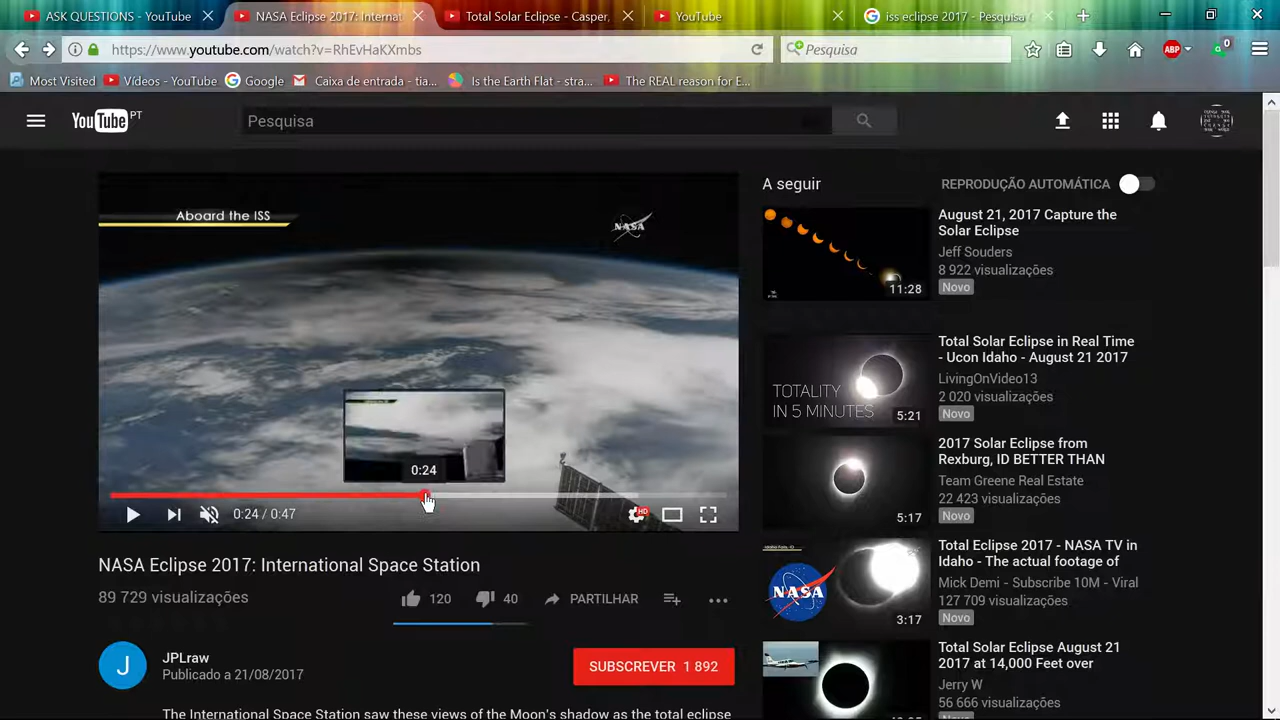 ASK QUESTIONS - YouTube
NASA Eclipse 2017: Internat
Total Solar Eclipse - Casper,
YouTube
iss eclipse 2017 - Pesquisa
https://www.youtube.com/watch?v=RhEvHaKXmbs
Pesquisa
ABP
0
Most Visited
Vídeos - YouTube
Google
Caixa de entrada - tia...
Is the Earth Flat - stra...
The REAL reason for E...
YouTube PT
Pesquisa
Aboard the ISS
NASA
0:24
0:24 / 0:47
HD
NASA Eclipse 2017: International Space Station
89 729 visualizações
120
40
PARTILHAR
J
JPLraw
Publicado a 21/08/2017
SUBSCREVER 1 892
The International Space Station saw these views of the Moon's shadow as the total eclipse
A seguir
REPRODUÇÃO AUTOMÁTICA
11:28
August 21, 2017 Capture the
Solar Eclipse
Jeff Souders
8 922 visualizações
Novo
TOTALITY
IN 5 MINUTES
5:21
Total Solar Eclipse in Real Time
- Ucon Idaho - August 21 2017
LivingOnVideo13
2 020 visualizações
Novo
5:17
2017 Solar Eclipse from
Rexburg, ID BETTER THAN
Team Greene Real Estate
22 423 visualizações
Novo
NASA
3:17
Total Eclipse 2017 - NASA TV in
Idaho - The actual footage of
Mick Demi - Subscribe 10M - Viral
127 709 visualizações
Novo
Total Solar Eclipse August 21
2017 at 14,000 Feet over
Jerry W
56 666 visualizações